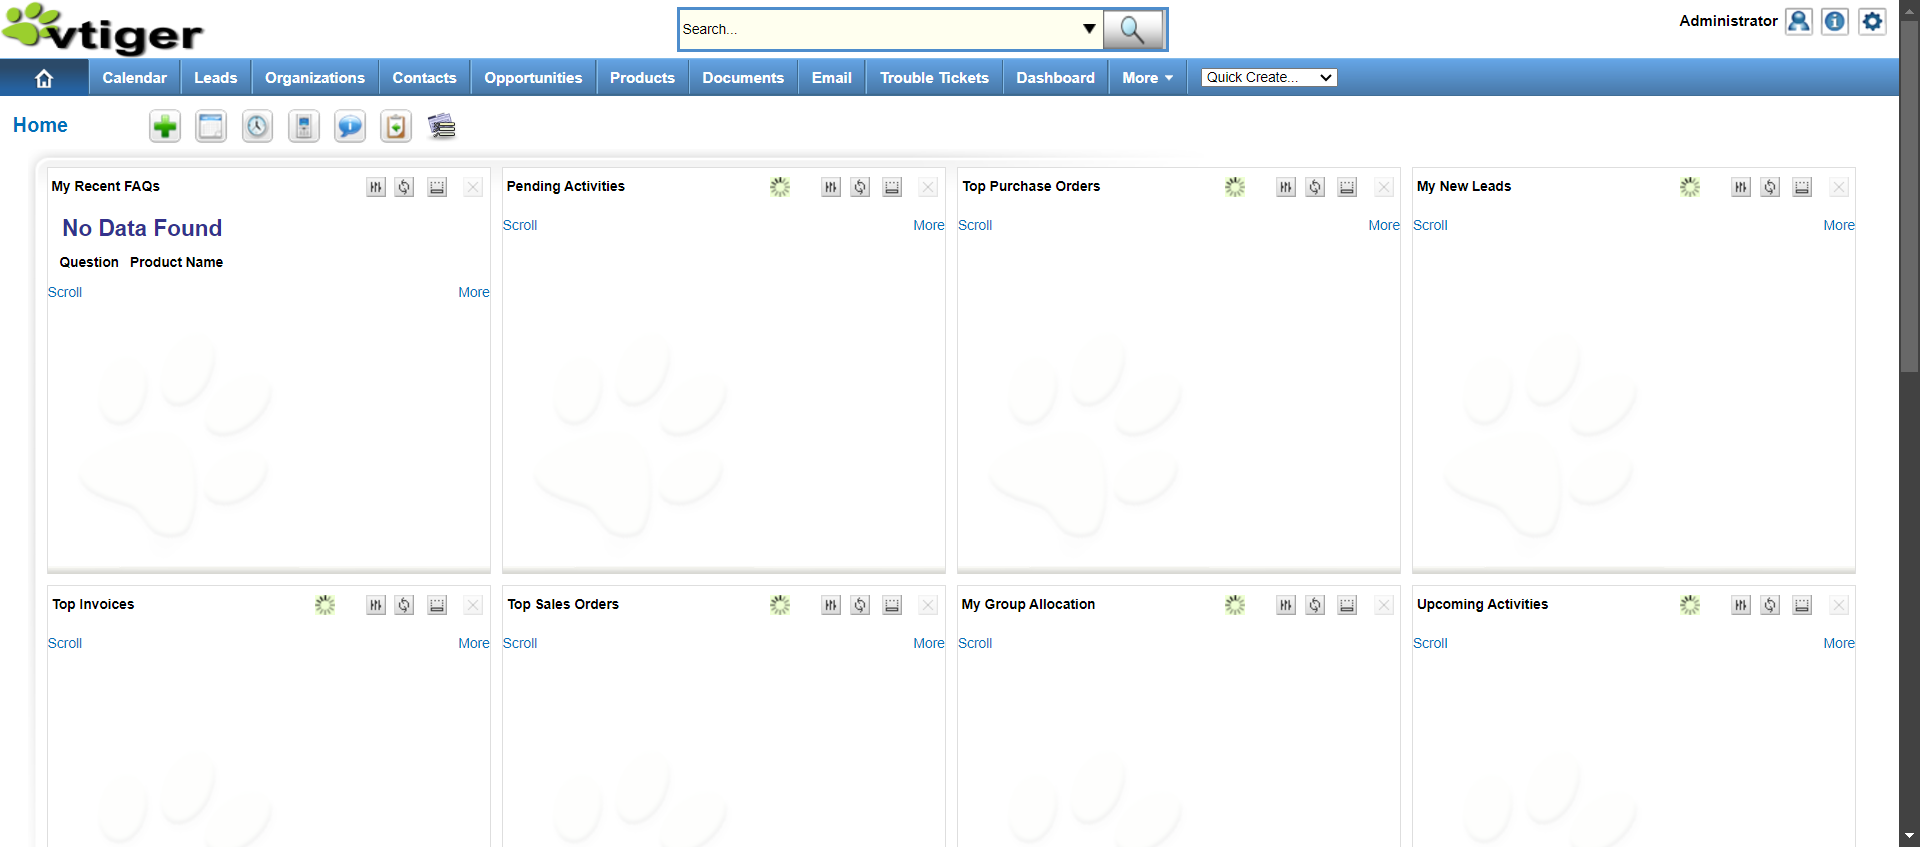 vtiger
Search...
Administrator
Calendar Leads Organizations Contacts Opportunities Products Documents Email Trouble Tickets Dashboard More Quick Create...
Home
My Recent FAQs Pending Activities Top Purchase Orders My New Leads
No Data Found
Scroll More Scroll More Scroll More
Question Product Name
Scroll More
Top Invoices Top Sales Orders My Group Allocation Upcoming Activities
Scroll More Scroll More Scroll More Scroll More